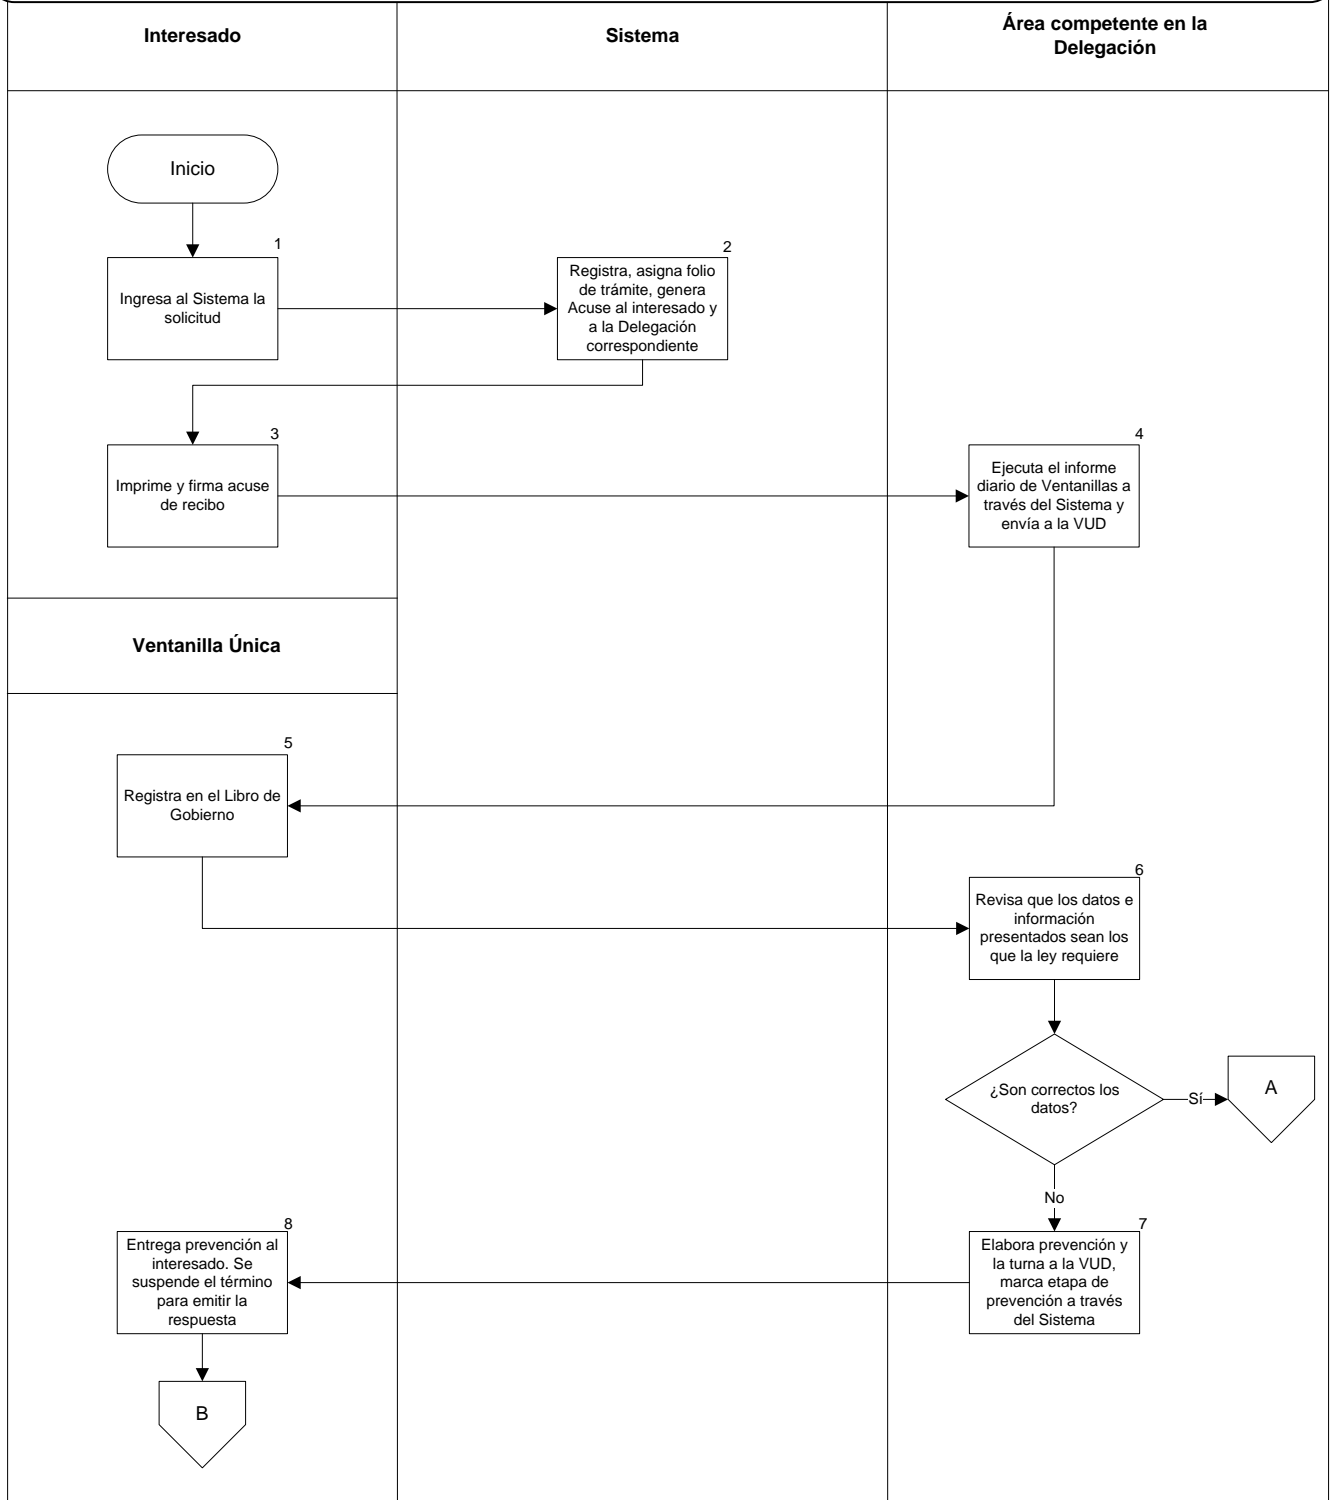 Interesado
Sistema
Área competente en la
Delegación
Inicio
1
Ingresa al Sistema la
solicitud
2
Registra, asigna folio
de trámite, genera
Acuse al interesado y
a la Delegación
correspondiente
3
Imprime y firma acuse
de recibo
4
Ejecuta el informe
diario de Ventanillas a
través del Sistema y
envía a la VUD
Ventanilla Única
5
Registra en el Libro de
Gobierno
6
Revisa que los datos e
información
presentados sean los
que la ley requiere
¿Son correctos los
datos?
Sí
A
No
7
Elabora prevención y
la turna a la VUD,
marca etapa de
prevención a través
del Sistema
8
Entrega prevención al
interesado. Se
suspende el término
para emitir la
respuesta
B